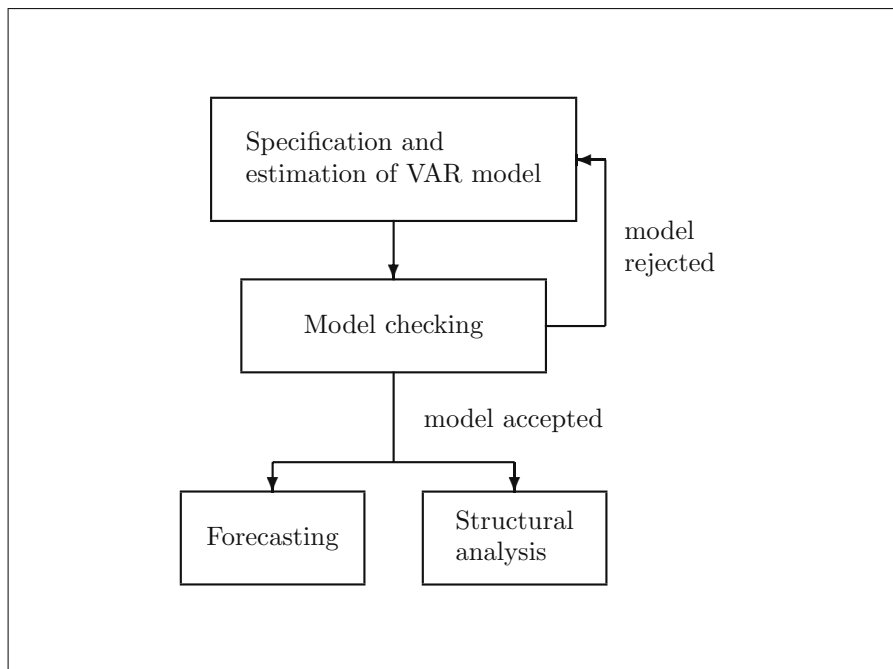 Specification and
estimation of VAR model
model
rejected
Model checking
model accepted
Forecasting
Structural
analysis